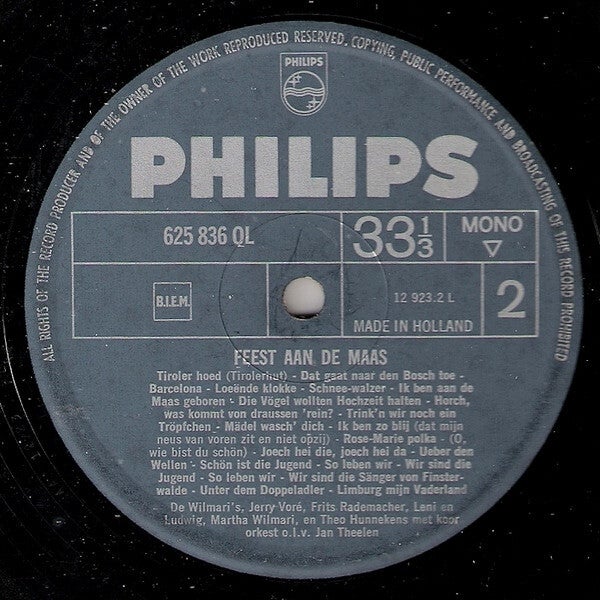 ALL RIGHTS OF THE RECORD PRODUCER AND OF THE OWNER OF THE WORK REPRODUCED RESERVED. COPYING, PUBLIC PERFORMANCE AND BROADCASTING OF THIS RECORD PROHIBITED
PHILIPS
PHILIPS
625 836 QL
33 1/3
MONO
▽
B.I.E.M.
12 923.2 L
MADE IN HOLLAND
2
FEEST AAN DE MAAS
Tiroler hoed (Tirolerhut) - Dat gaat naar den Bosch toe -
Barcelona - Loeënde klokke - Schnee-walzer - Ik ben aan de
Maas geboren - Die Vögel wollten Hochzeit halten - Horch,
was kommt von draussen 'rein? - Trink'n wir noch ein
Tröpfchen - Mädel wasch' dich - Ik ben zo blij (dat mijn
neus van voren zit en niet opzij) - Rose-Marie polka - (O,
wie bist du schön) - Joech hei die, joech hei da - Ueber den
Wellen - Schön ist die Jugend - So leben wir - Wir sind die
Jugend - So leben wir - Wir sind die Sänger von Finster-
walde - Unter dem Doppeladler - Limburg mijn Vaderland
De Wilmari's, Jerry Voré, Frits Rademacher, Leni en
Ludwig, Martha Wilmari, en Theo Hunnekens met koor
orkest o.l.v. Jan Theelen